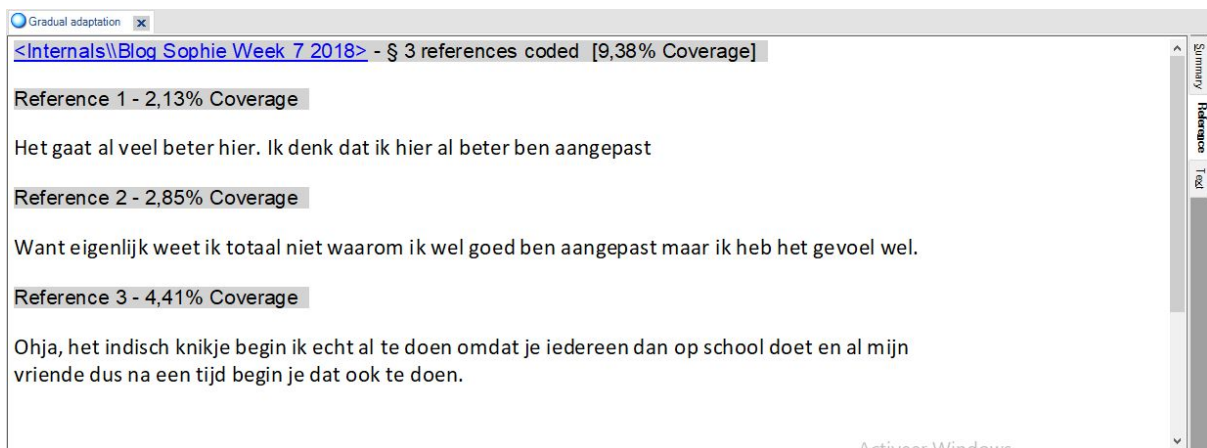 Gradual adaptation
<Internals\\Blog Sophie Week 7 2018> - § 3 references coded [9,38% Coverage]
Reference 1 - 2,13% Coverage
Het gaat al veel beter hier. Ik denk dat ik hier al beter ben aangepast
Reference 2 - 2,85% Coverage
Want eigenlijk weet ik totaal niet waarom ik wel goed ben aangepast maar ik heb het gevoel wel.
Reference 3 - 4,41% Coverage
Ohja, het indisch knikje begin ik echt al te doen omdat je iedereen dan op school doet en al mijn
vriende dus na een tijd begin je dat ook te doen.
Summary
Reference
Text
Activeer Windows